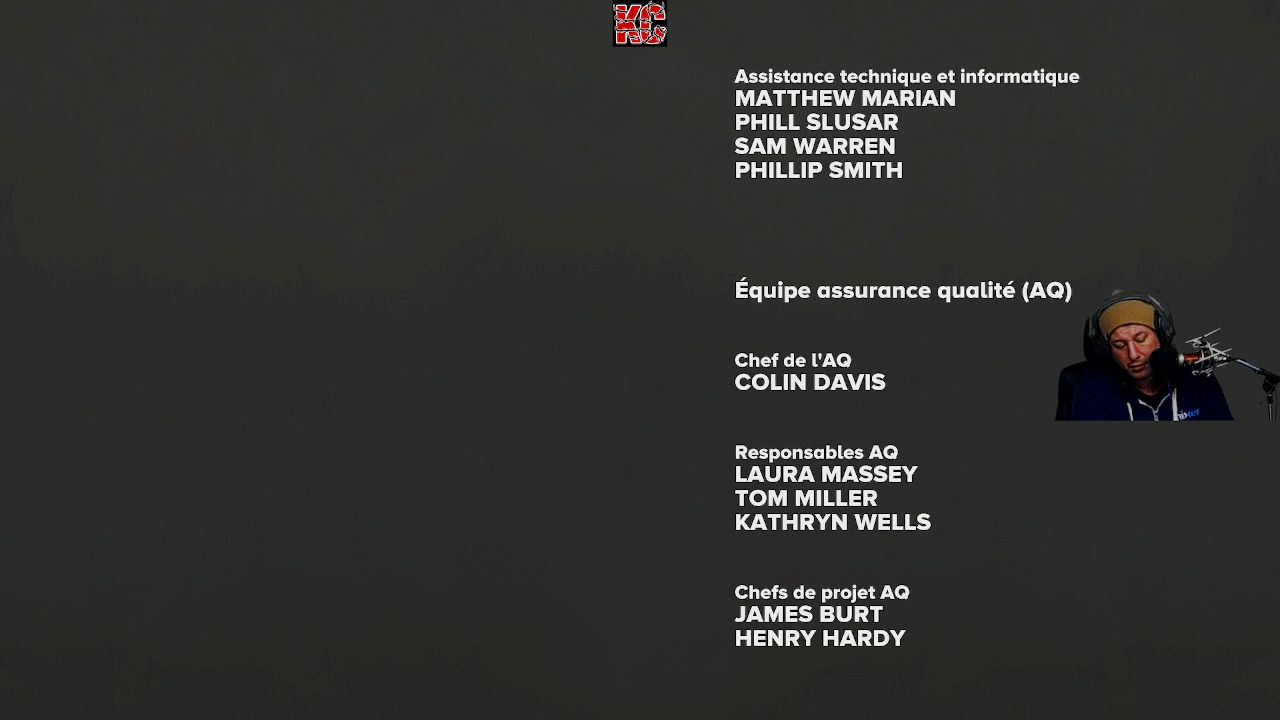 KC
Assistance technique et informatique
MATTHEW MARIAN
PHILL SLUSAR
SAM WARREN
PHILLIP SMITH
Équipe assurance qualité (AQ)
Chef de l'AQ
COLIN DAVIS
Responsables AQ
LAURA MASSEY
TOM MILLER
KATHRYN WELLS
Chefs de projet AQ
JAMES BURT
HENRY HARDY